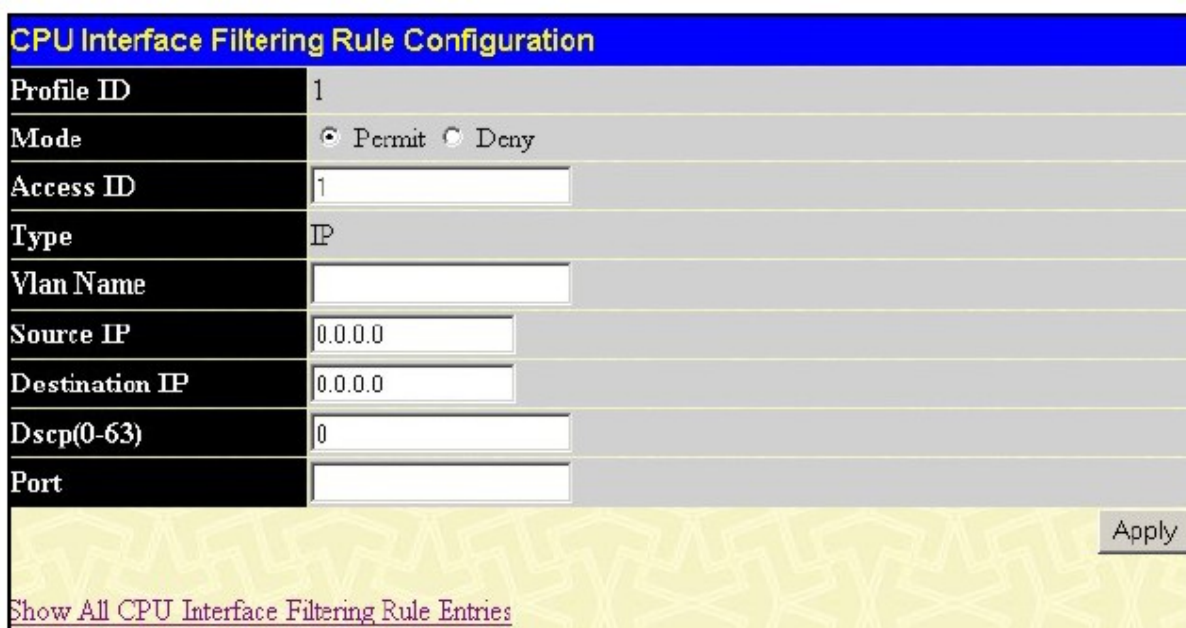 CPU Interface Filtering Rule Configuration
Profile ID 1
Mode Permit Deny
Access ID 1
Type IP
Vlan Name
Source IP 0.0.0.0
Destination IP 0.0.0.0
Dscp(0-63) 0
Port
Apply
Show All CPU Interface Filtering Rule Entries